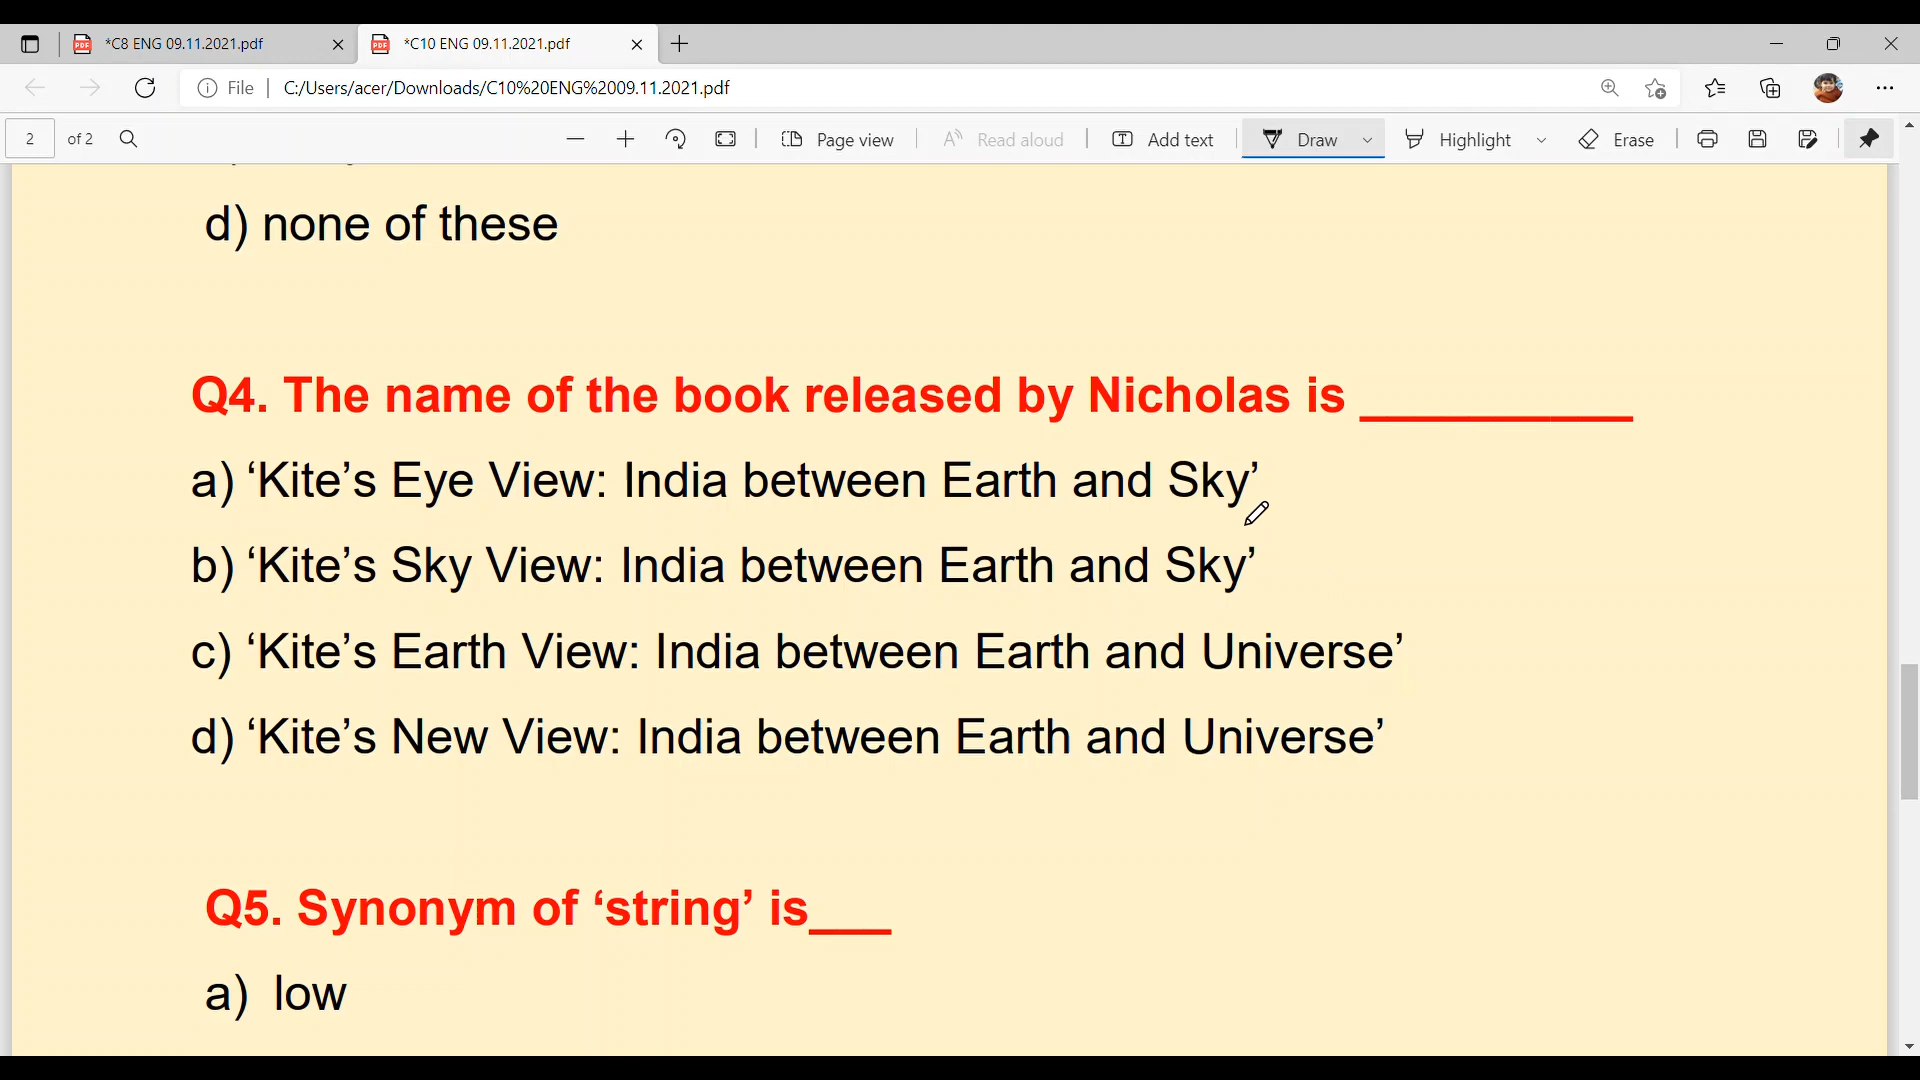 *C8 ENG 09.11.2021.pdf
*C10 ENG 09.11.2021.pdf
File
C:/Users/acer/Downloads/C10%20ENG%2009.11.2021.pdf
2 of 2
Page view
Read aloud
Add text
Draw
Highlight
Erase
d) none of these
Q4. The name of the book released by Nicholas is __________
a) ‘Kite’s Eye View: India between Earth and Sky’
b) ‘Kite’s Sky View: India between Earth and Sky’
c) ‘Kite’s Earth View: India between Earth and Universe’
d) ‘Kite’s New View: India between Earth and Universe’
Q5. Synonym of ‘string’ is___
a) low